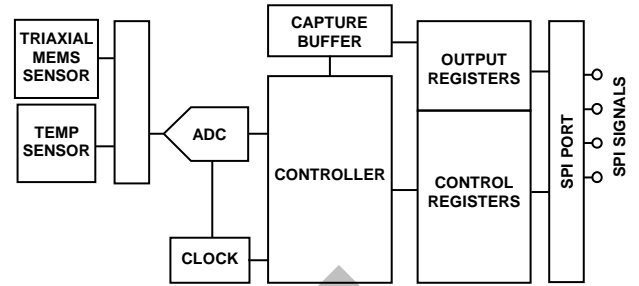 TRIAXIAL
MEMS
SENSOR
TEMP
SENSOR
ADC
CLOCK
CAPTURE
BUFFER
CONTROLLER
OUTPUT
REGISTERS
CONTROL
REGISTERS
SPI PORT
SPI SIGNALS